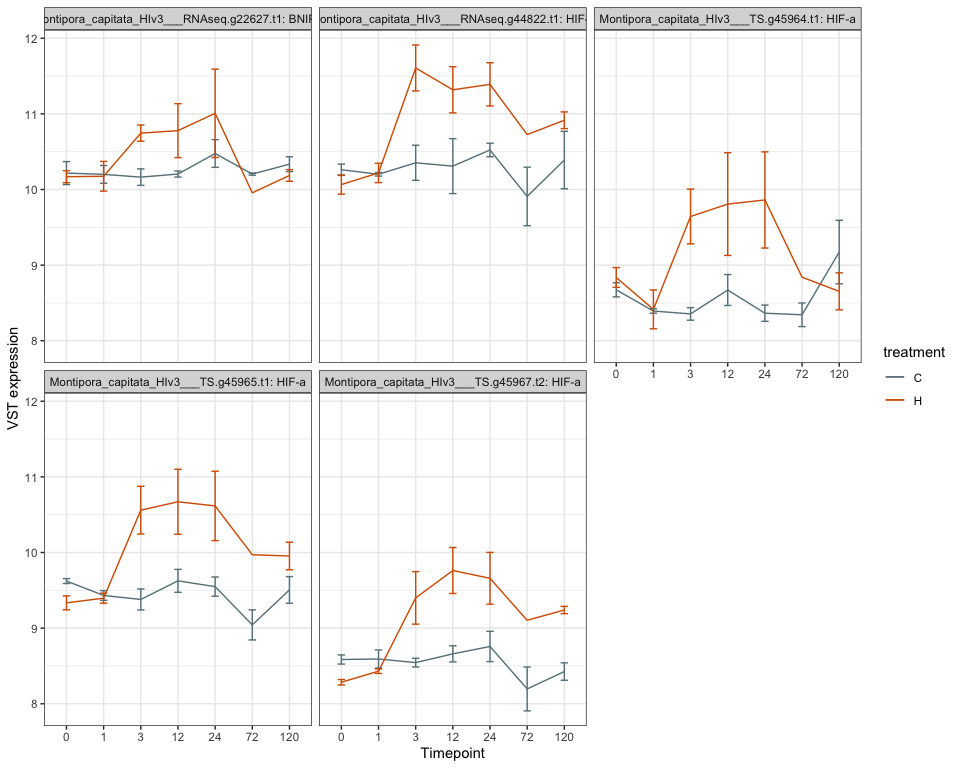 ontipora_capitata_HIv3___RNAseq.g22627.t1: BNIP
ontipora_capitata_HIv3___RNAseq.g44822.t1: HIF-
Montipora_capitata_HIv3___TS.g45964.t1: HIF-a
12
11
10
9
8
0 1 3 12 24 72 120
Montipora_capitata_HIv3___TS.g45965.t1: HIF-a
Montipora_capitata_HIv3___TS.g45967.t2: HIF-a
12
11
10
9
8
0 1 3 12 24 72 120
0 1 3 12 24 72 120
Timepoint
VST expression
treatment
C
H